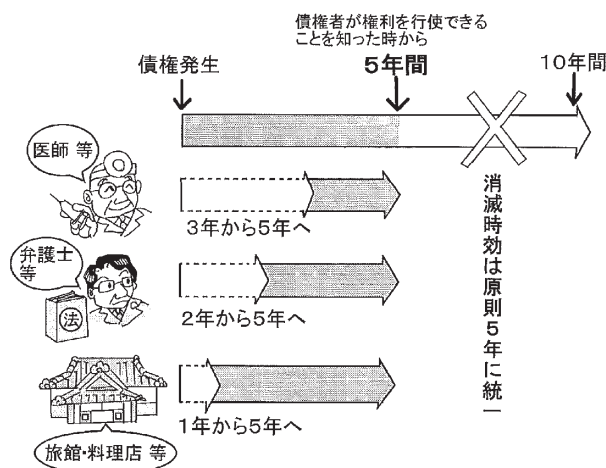 債権者が権利を行使できる
ことを知った時から
債権発生
5年間
10年間
医師 等
3年から5年へ
弁護士
等
法
2年から5年へ
1年から5年へ
旅館・料理店 等
消滅時効は原則5年に統一